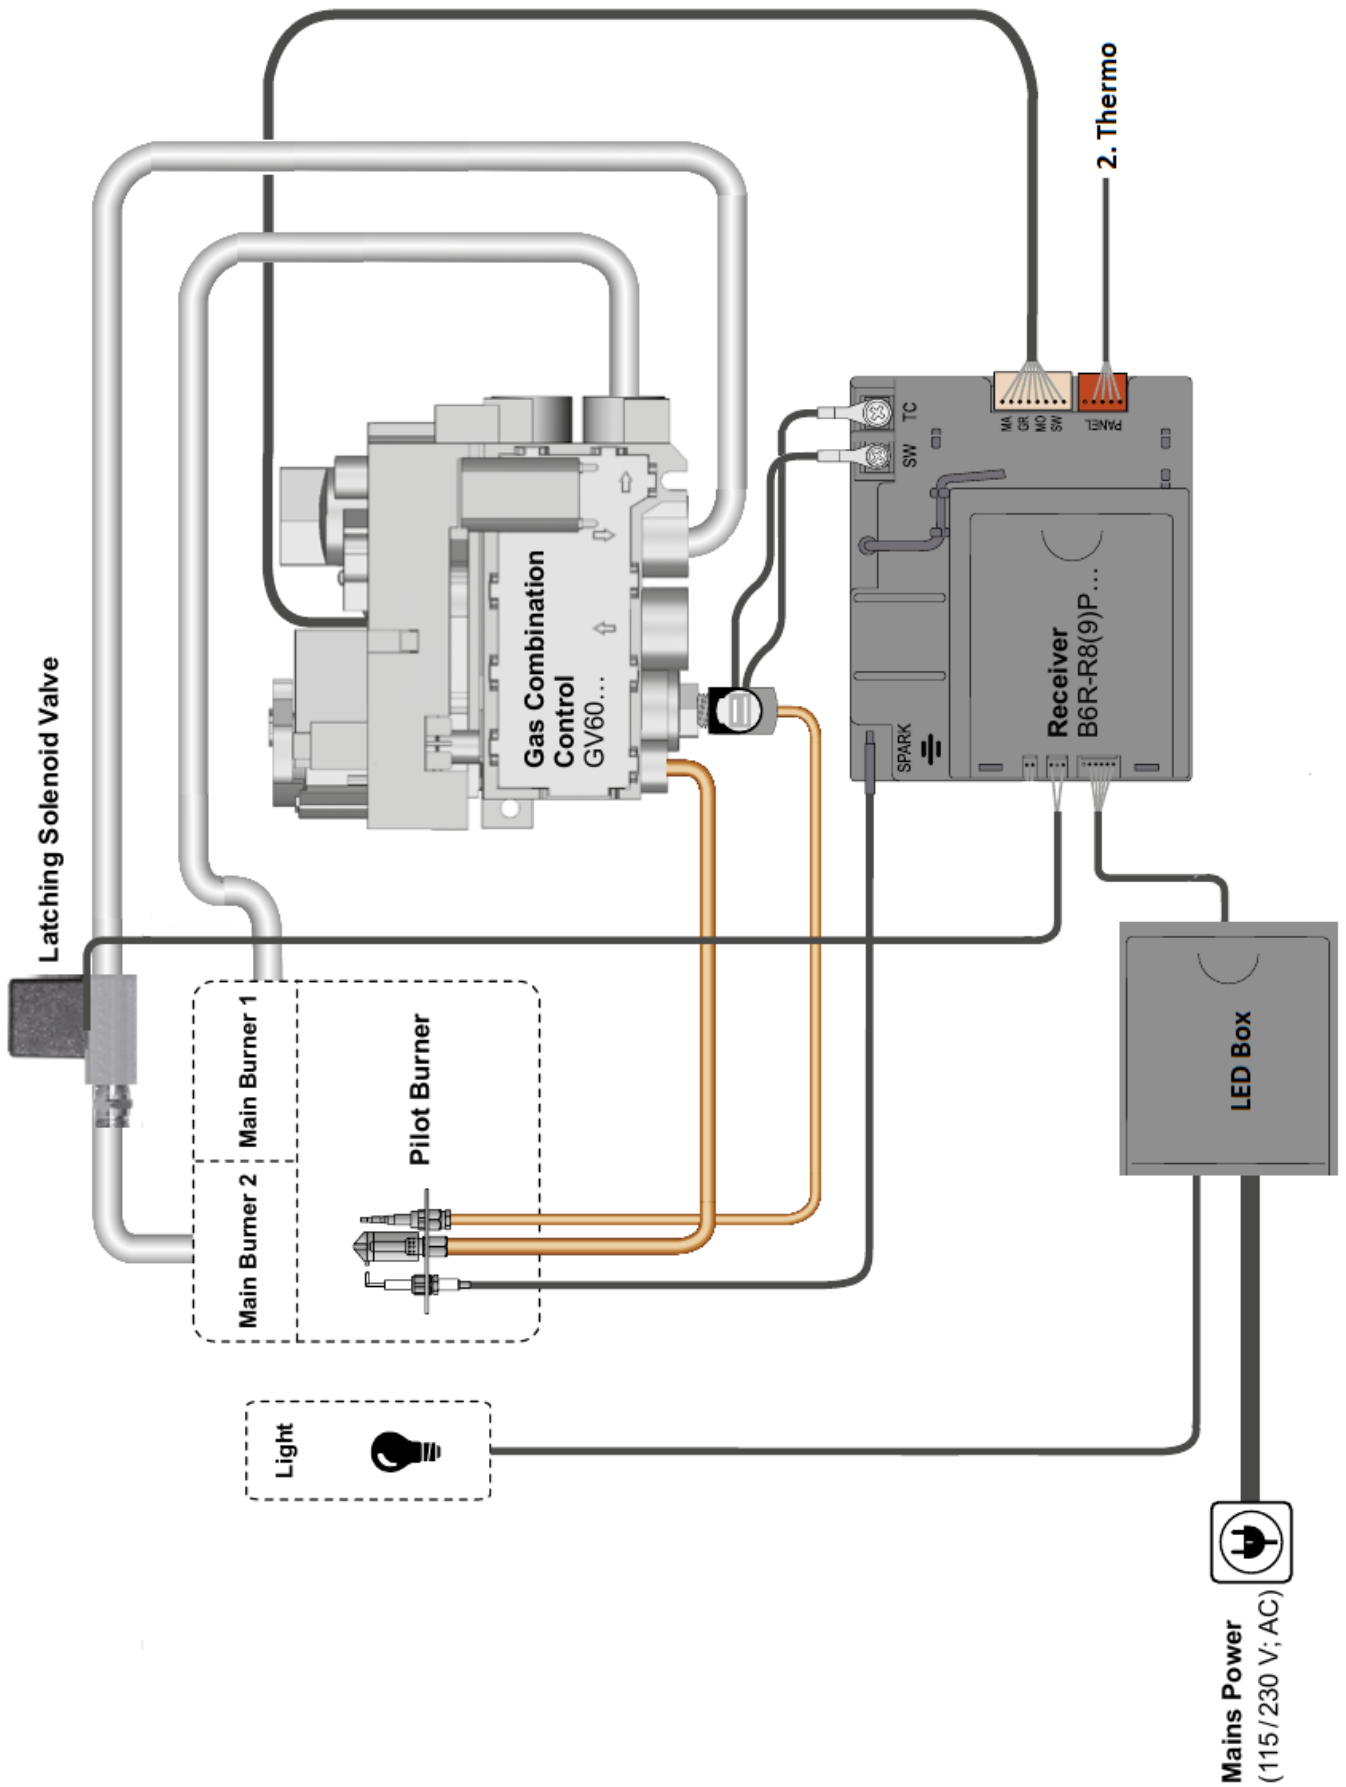 Latching Solenoid Valve
Main Burner 2
Main Burner 1
Pilot Burner
Light
Gas Combination
Control
GV60...
2. Thermo
TC
SW
MA
GR
MO
SW
PANEL
SPARK
Receiver
B6R-R8(9)P...
LED Box
Mains Power
(115/230 V; AC)